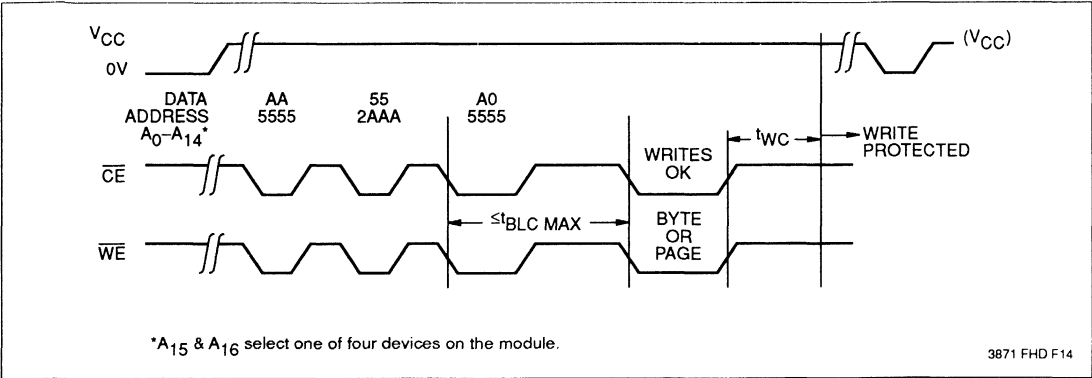 VCC
0V
(VCC)
DATA AA 55 A0
ADDRESS 5555 2AAA 5555
A0–A14*
tWC
WRITE
PROTECTED
CE
WRITES
OK
≤tBLC MAX
BYTE
OR
PAGE
WE
*A15 & A16 select one of four devices on the module.
3871 FHD F14